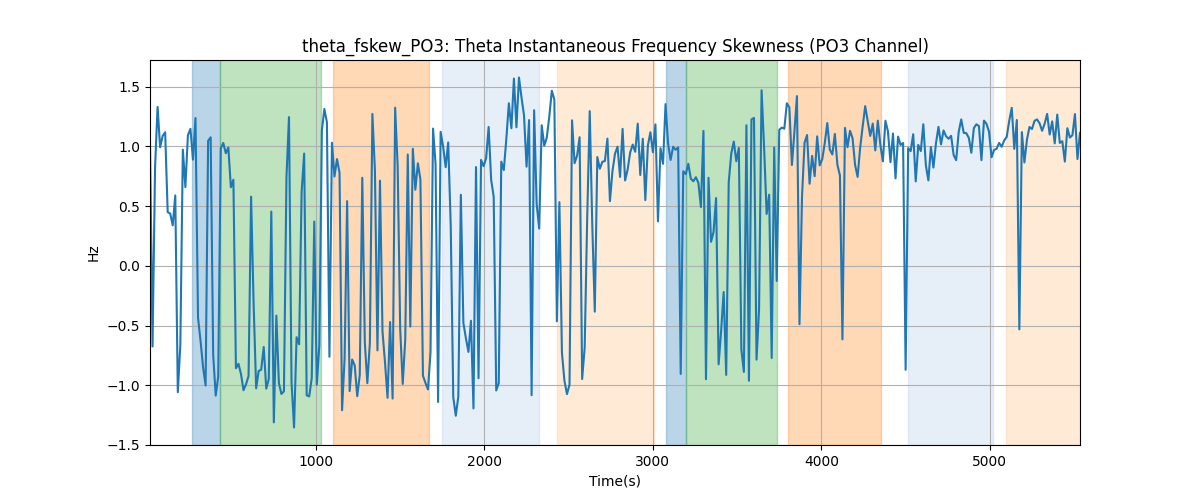 theta_fskew_PO3: Theta Instantaneous Frequency Skewness (PO3 Channel)
1.5
1.0
0.5
0.0
−0.5
−1.0
−1.5
Hz
1000 2000 3000 4000 5000
Time(s)